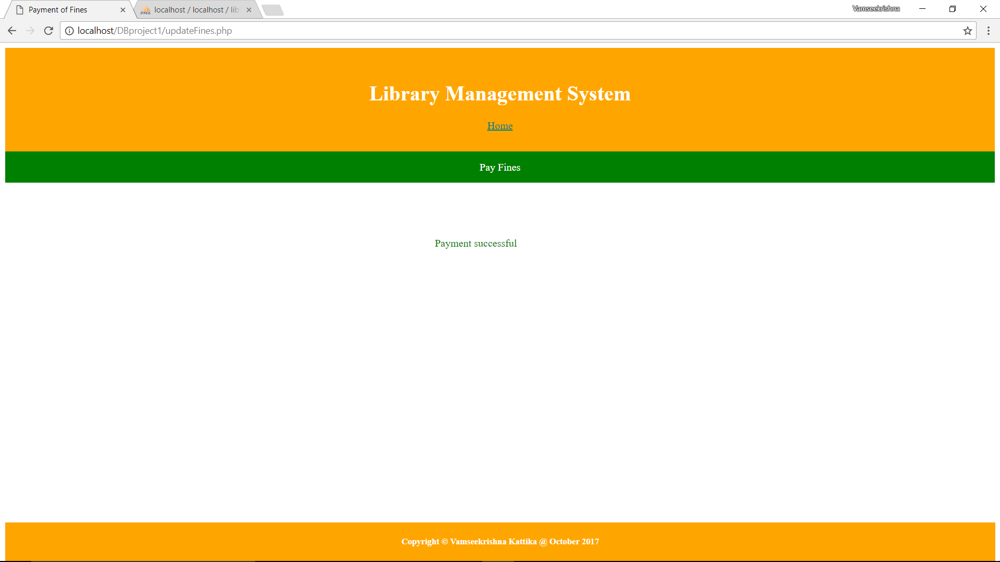 Payment of Fines
PMA localhost / localhost / lib
Vamseekrishna
localhost/DBproject1/updateFines.php
Library Management System
Home
Pay Fines
Payment successful
Copyright © Vamseekrishna Kattika @ October 2017